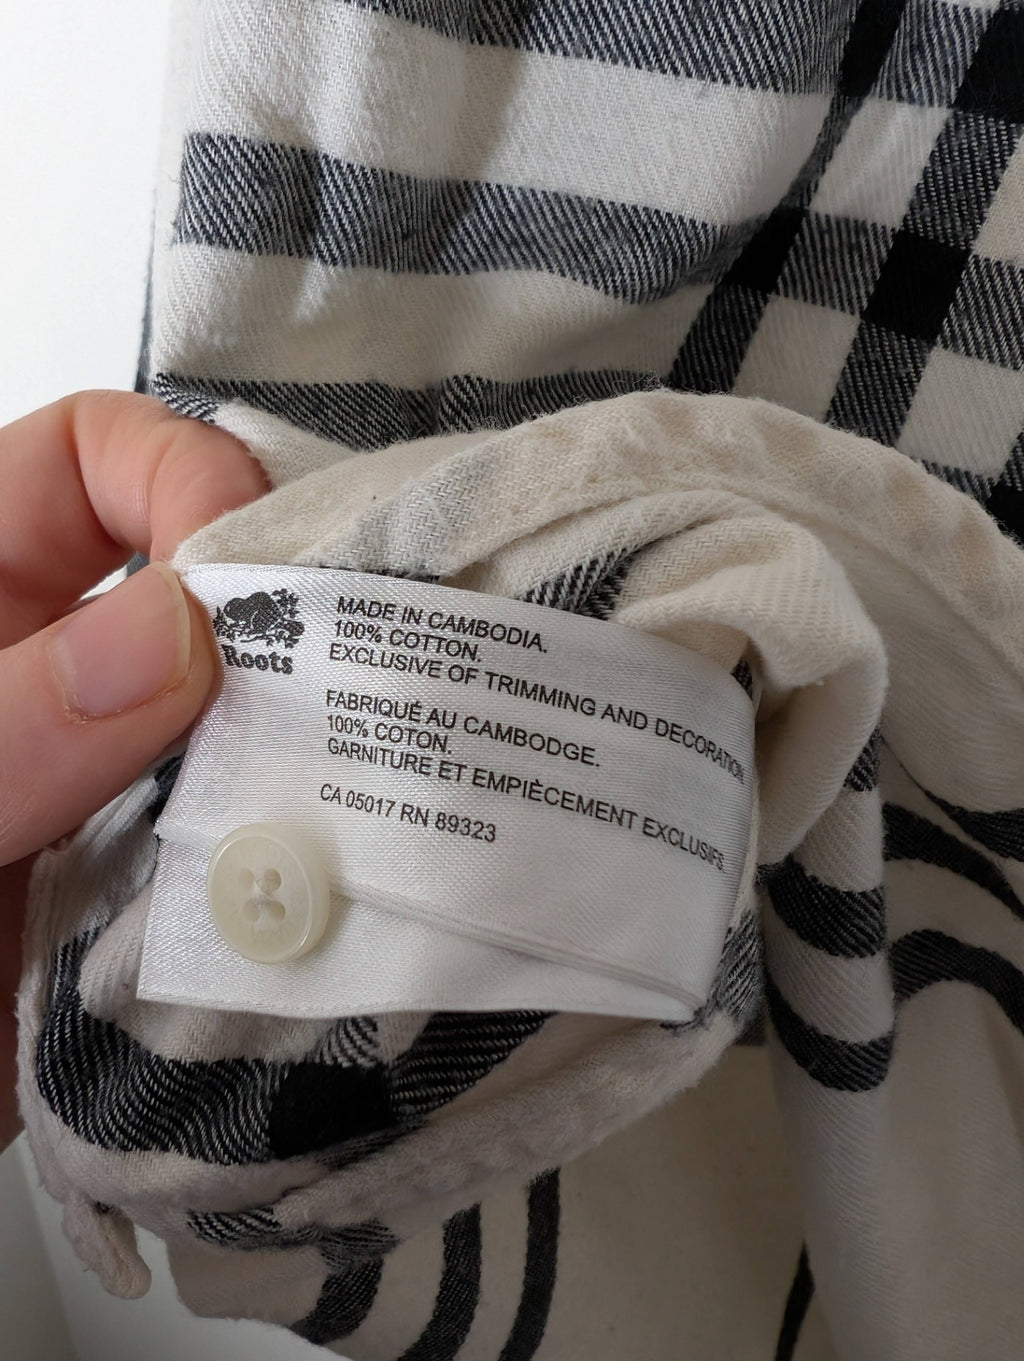 Roots
MADE IN CAMBODIA.
100% COTTON.
EXCLUSIVE OF TRIMMING AND DECORATION.
FABRIQUÉ AU CAMBODGE.
100% COTON.
GARNITURE ET EMPIÈCEMENT EXCLUSIFS.
CA 05017 RN 89323